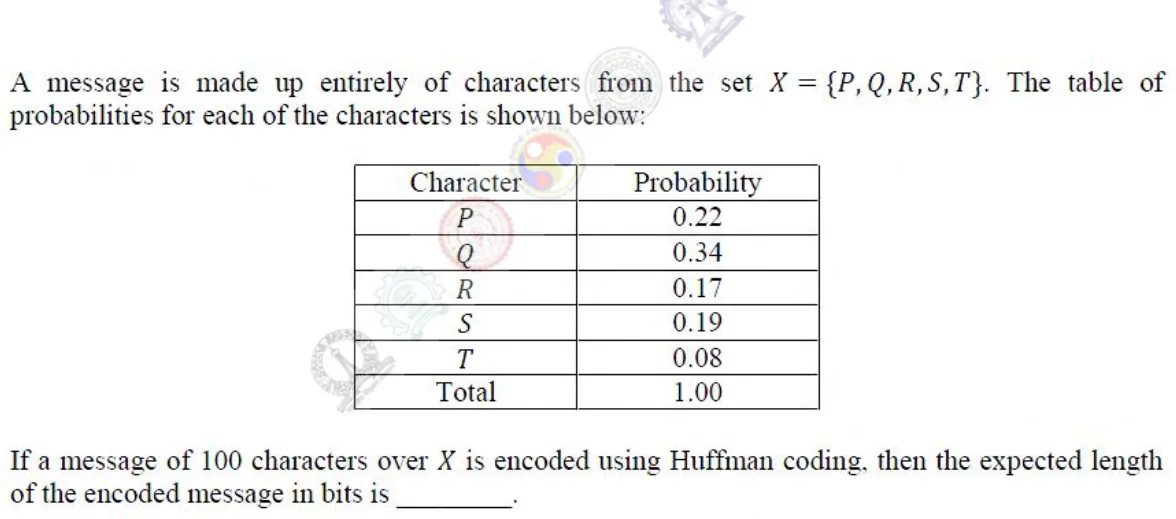 A message is made up entirely of characters from the set X = {P, Q, R, S, T}. The table of
probabilities for each of the characters is shown below:
Character Probability
P 0.22
Q 0.34
R 0.17
S 0.19
T 0.08
Total 1.00
If a message of 100 characters over X is encoded using Huffman coding, then the expected length
of the encoded message in bits is _________.